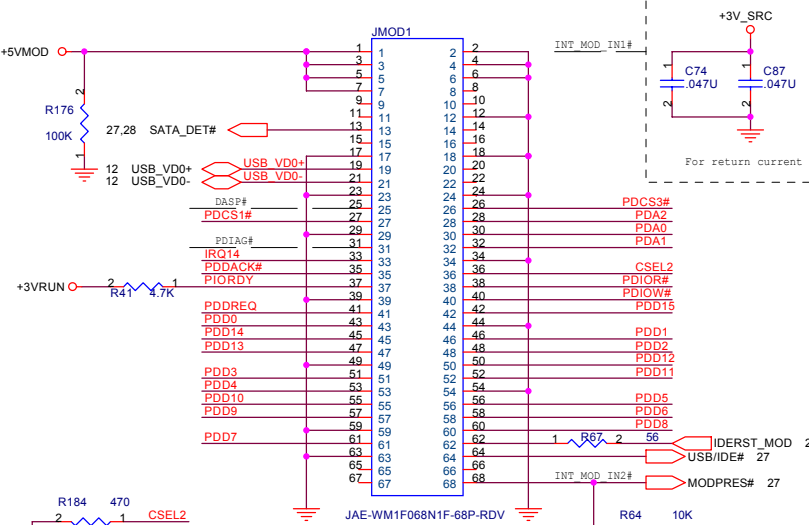 +3V_SRC
JMOD1
+5VMOD
1 1 2 2
INT_MOD_IN1#
3 3 4 4
5 5 6 6
7 7 8 8
1 C74 .047U 2
1 C87 .047U 2
9 9 10 10
2 R176 100K 1
11 11 12 12
27,28 SATA_DET# 13 13 14 14
15 15 16 16
17 17 18 18
For return current
12 USB_VD0+ USB_VD0+ 19 19 20 20
12 USB_VD0- USB_VD0- 21 21 22 22
23 23 24 24
DASP# 25 25 26 26 PDCS3#
PDCS1# 27 27 28 28 PDA2
29 29 30 30 PDA0
PDIAG# 31 31 32 32 PDA1
IRQ14 33 33 34 34
PDDACK# 35 35 36 36 CSEL2
+3VRUN 2 R41 4.7K 1 PIORDY 37 37 38 38 PDIOR#
39 39 40 40 PDIOW#
PDDREQ 41 41 42 42 PDD15
PDD0 43 43 44 44
PDD14 45 45 46 46 PDD1
PDD13 47 47 48 48 PDD2
49 49 50 50 PDD12
PDD3 51 51 52 52 PDD11
PDD4 53 53 54 54
PDD10 55 55 56 56 PDD5
PDD9 57 57 58 58 PDD6
59 59 60 60 PDD8
PDD7 61 61 62 62 1 R67 2 56 IDERST_MOD 2
63 63 64 64 USB/IDE# 27
65 65 66 66
67 67 68 68 INT_MOD_IN2# MODPRES# 27
R184 470
2 1 CSEL2
JAE-WM1F068N1F-68P-RDV
R64 10K